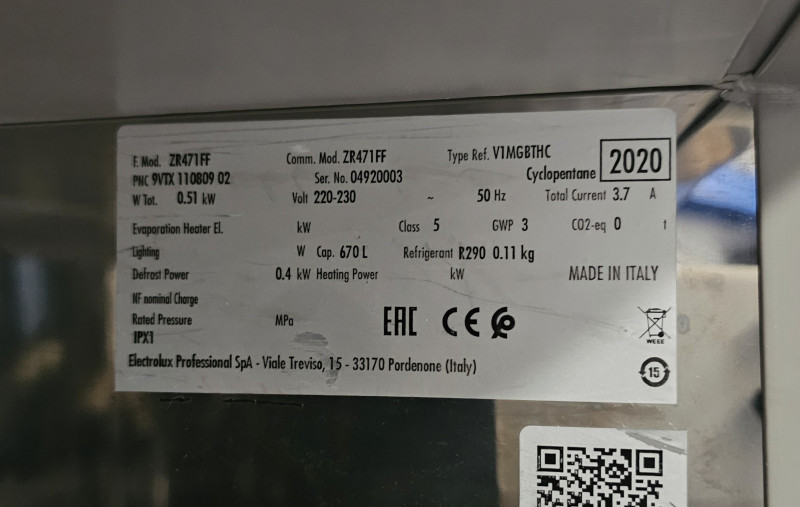 F. Mod. ZR471FF Comm. Mod. ZR471FF Type Ref. V1MGBTHC
PNC 9VTX 110809 02 Ser. No. 04920003 Cyclopentane 2020
W Tot. 0.51 kW Volt 220-230 ~ 50 Hz Total Current 3.7 A
Evaporation Heater El. kW Class 5 GWP 3 CO2-eq 0 t
Lighting W Cap. 670 L Refrigerant R290 0.11 kg
Defrost Power 0.4 kW Heating Power kW MADE IN ITALY
NF nominal Charge
Rated Pressure MPa EAC CE
IPX1 WEEE
Electrolux Professional SpA - Viale Treviso, 15 - 33170 Pordenone (Italy) 15